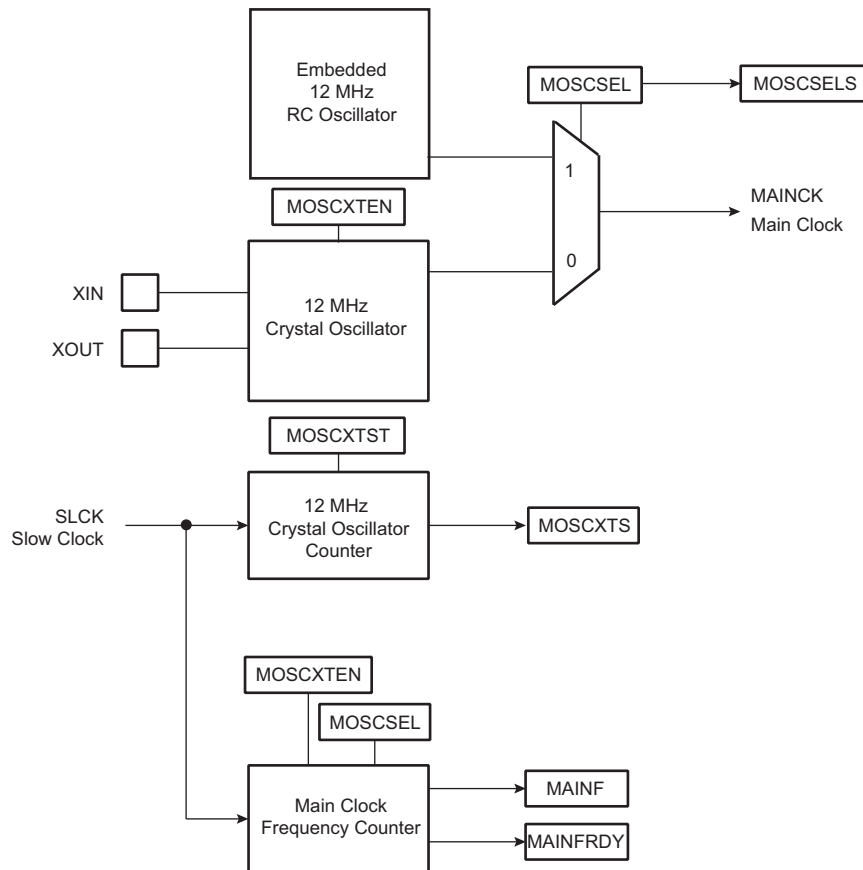 Embedded
12 MHz
RC Oscillator
MOSCSEL
MOSCSELS
1
MAINCK
Main Clock
MOSCXTEN
0
XIN
12 MHz
Crystal Oscillator
XOUT
MOSCXTST
SLCK
Slow Clock
12 MHz
Crystal Oscillator
Counter
MOSCXTS
MOSCXTEN
MOSCSEL
Main Clock
Frequency Counter
MAINF
MAINFRDY